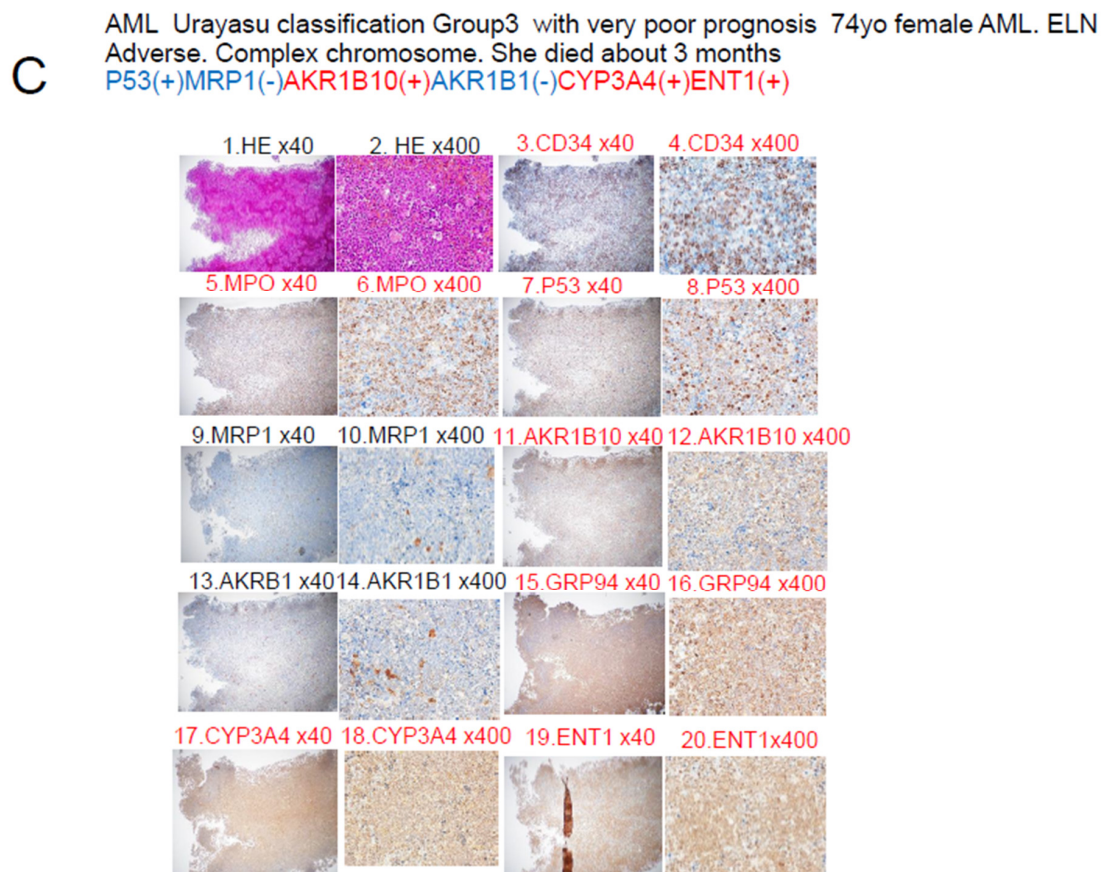 AML Urayasu classification Group3 with very poor prognosis 74yo female AML. ELN
Adverse. Complex chromosome. She died about 3 months
C
P53(+)MRP1(-)AKR1B10(+)AKR1B1(-)CYP3A4(+)ENT1(+)
1.HE x40 2. HE x400 3.CD34 x40 4.CD34 x400
5.MPO x40 6.MPO x400 7.P53 x40 8.P53 x400
9.MRP1 x40 10.MRP1 x400 11.AKR1B10 x40 12.AKR1B10 x400
13.AKRB1 x40 14.AKR1B1 x400 15.GRP94 x40 16.GRP94 x400
17.CYP3A4 x40 18.CYP3A4 x400 19.ENT1 x40 20.ENT1x400